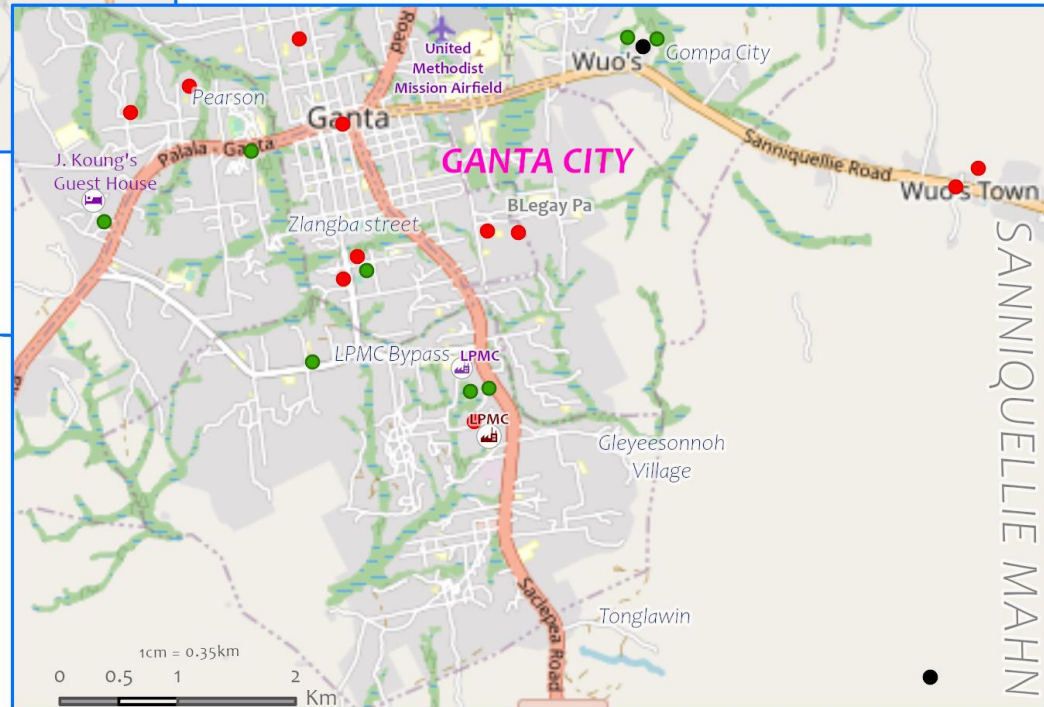 Road
United
Methodist
Mission Airfield
Wuo's
Gompa City
Pearson
Ganta
Palala Ganta
GANTA CITY
Sanniquellie Road
J. Koung's
Guest House
Wuo's Town
BLegay Pa
Zlangba street
SANNIQUELLIE MAHN
LPMC Bypass
LPMC
LPMC
Gleyeesonnoh
Village
Saclepea Road
Tonglawin
1cm = 0.35km
0 0.5 1 2
Km